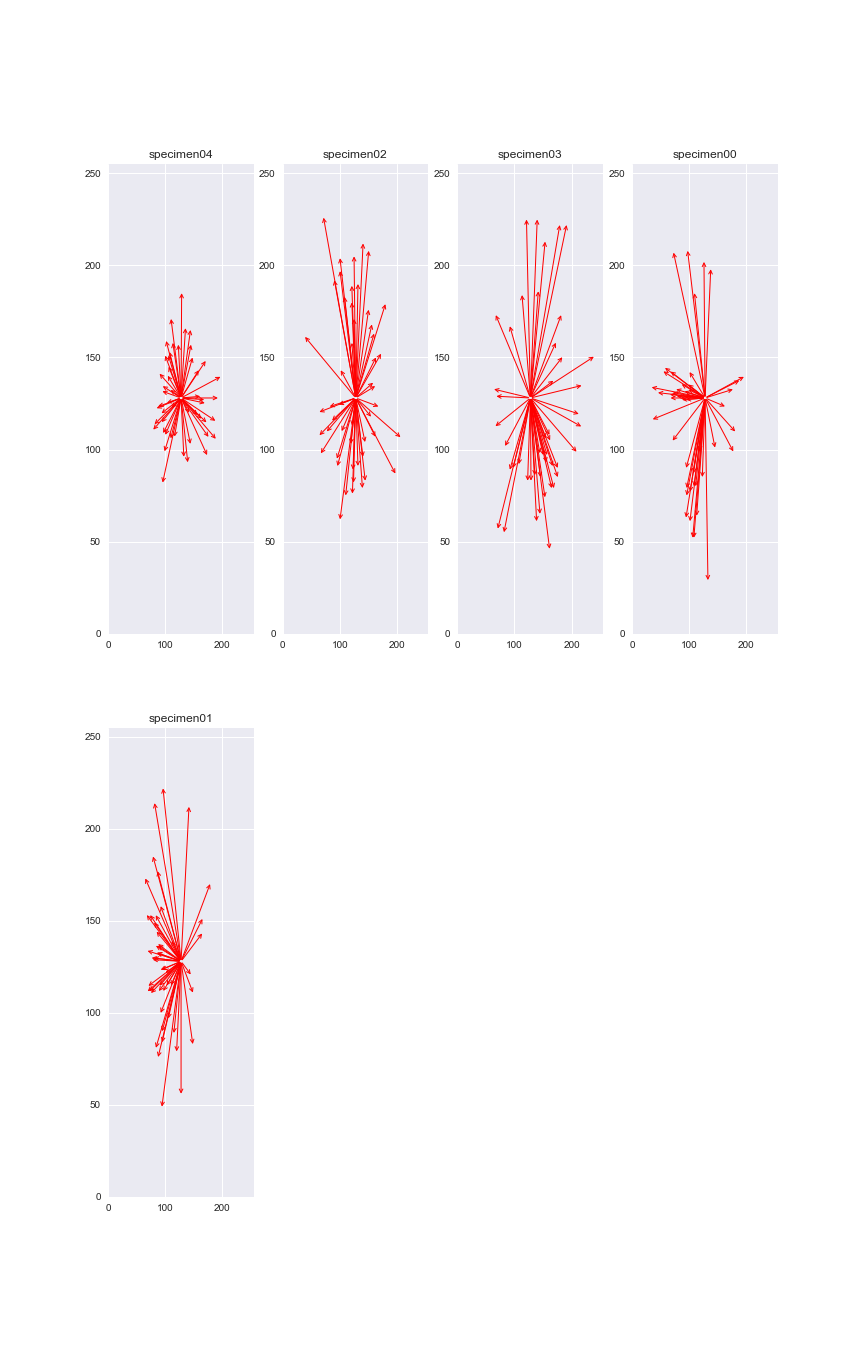 specimen04 specimen02 specimen03 specimen00
250 250 250 250
200 200 200 200
150 150 150 150
100 100 100 100
50 50 50 50
0 0 0 0
0 100 200 0 100 200 0 100 200 0 100 200
specimen01
250
200
150
100
50
0
0 100 200